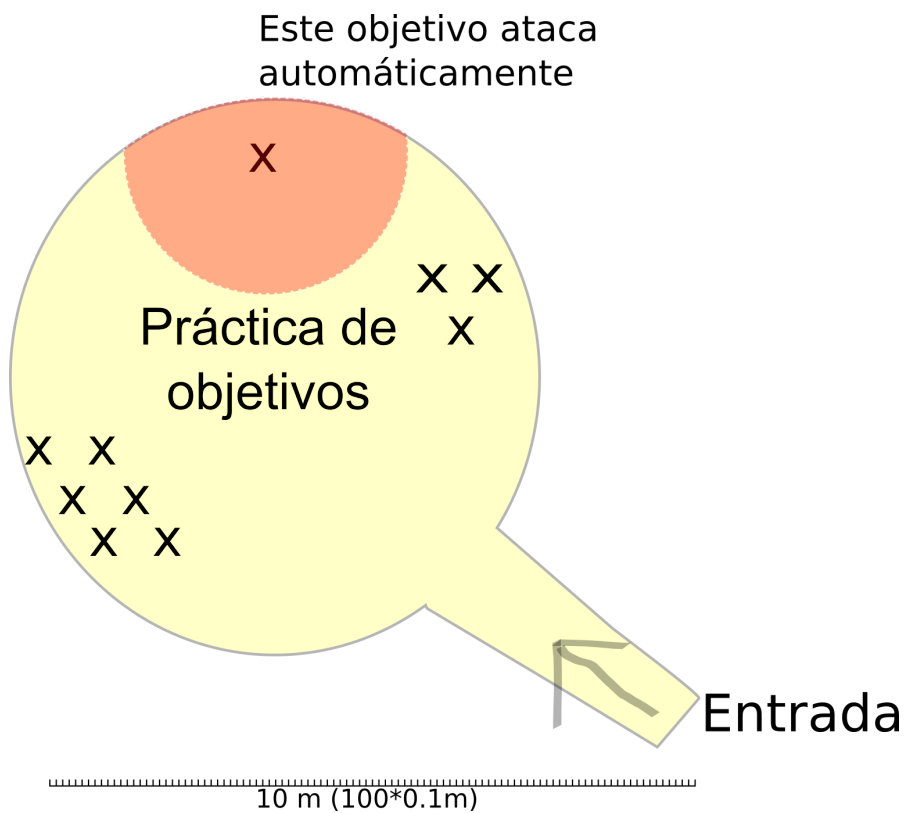 Este objetivo ataca
automáticamente
x
x x
x
Práctica de
objetivos
x x
x x
x x
Entrada
10 m (100*0.1m)